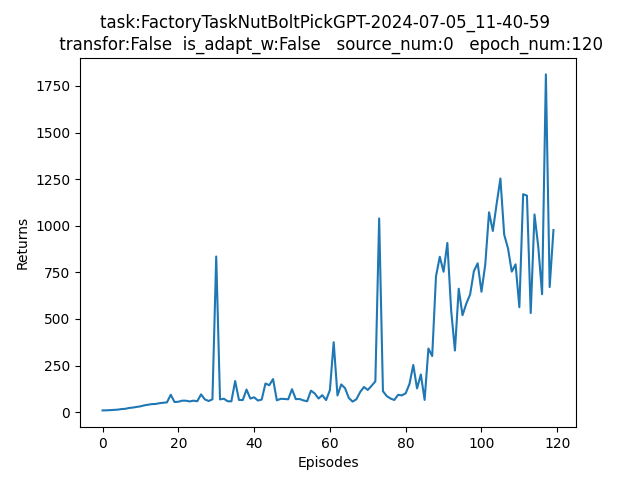 task:FactoryTaskNutBoltPickGPT-2024-07-05_11-40-59
transfor:False is_adapt_w:False source_num:0 epoch_num:120
1750
1500
1250
1000
750
500
250
0
Returns
0 20 40 60 80 100 120
Episodes